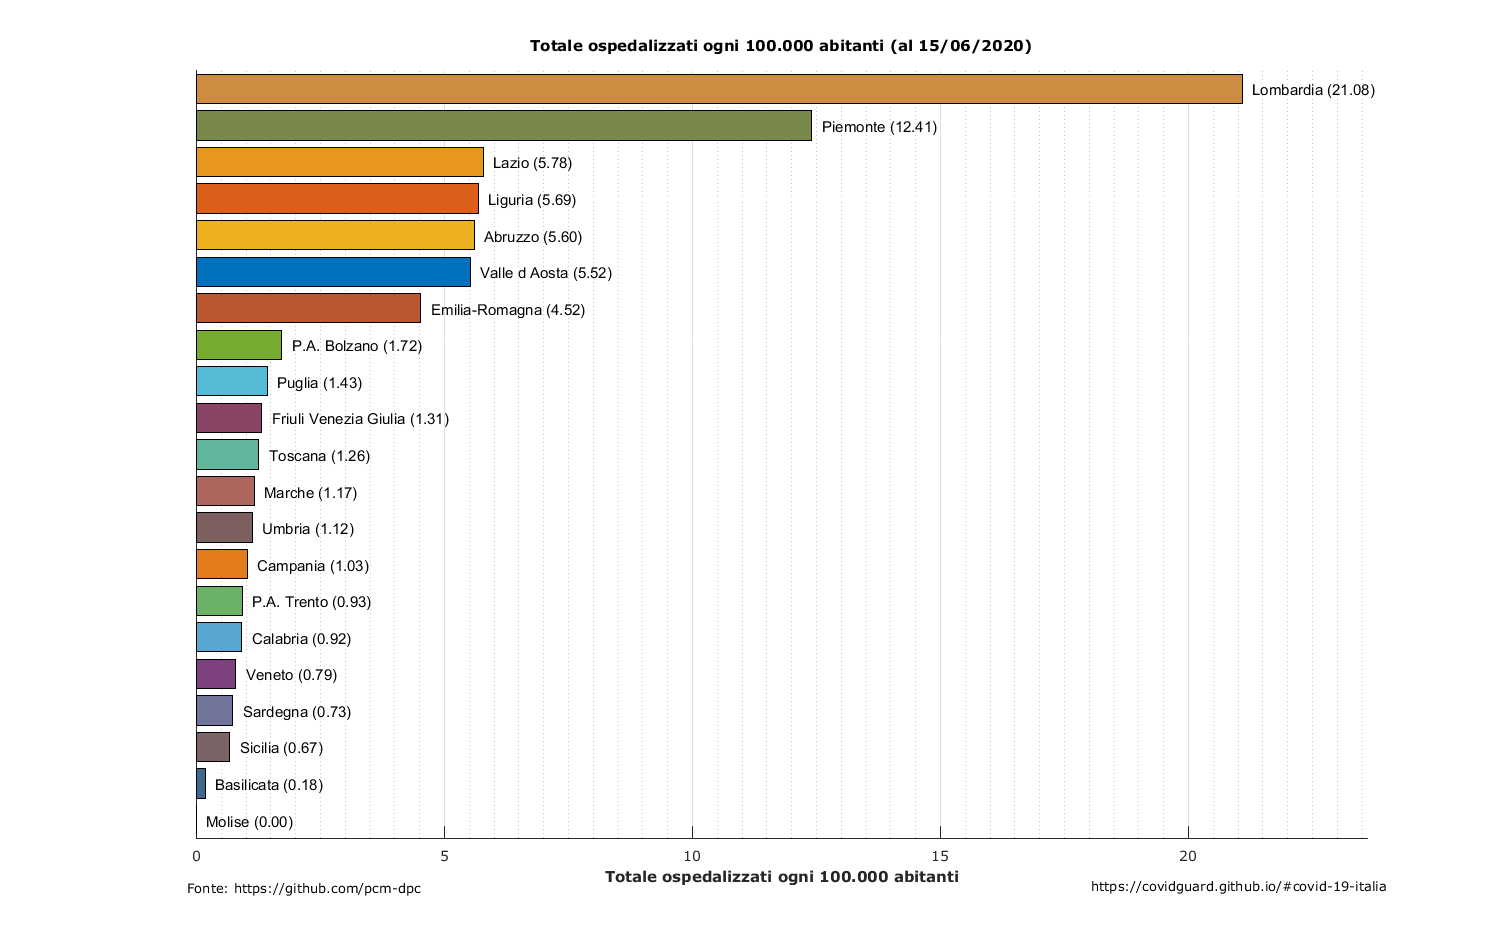 Totale ospedalizzati ogni 100.000 abitanti (al 15/06/2020)
Lombardia (21.08)
Piemonte (12.41)
Lazio (5.78)
Liguria (5.69)
Abruzzo (5.60)
Valle d Aosta (5.52)
Emilia-Romagna (4.52)
P.A. Bolzano (1.72)
Puglia (1.43)
Friuli Venezia Giulia (1.31)
Toscana (1.26)
Marche (1.17)
Umbria (1.12)
Campania (1.03)
P.A. Trento (0.93)
Calabria (0.92)
Veneto (0.79)
Sardegna (0.73)
Sicilia (0.67)
Basilicata (0.18)
Molise (0.00)
0 5 10 15 20
Totale ospedalizzati ogni 100.000 abitanti
Fonte: https://github.com/pcm-dpc
https://covidguard.github.io/#covid-19-italia